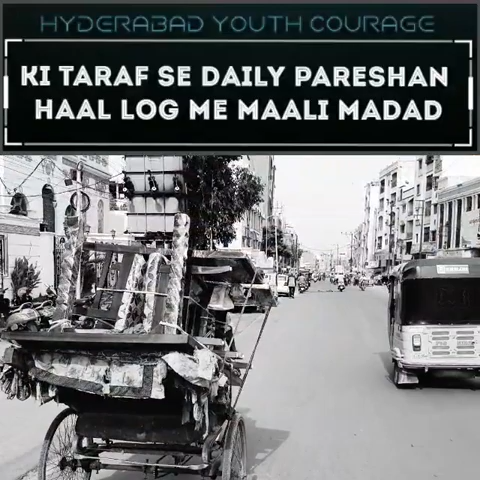 HYDERABAD YOUTH COURAGE
KI TARAF SE DAILY PARESHAN
HAAL LOG ME MAALI MADAD